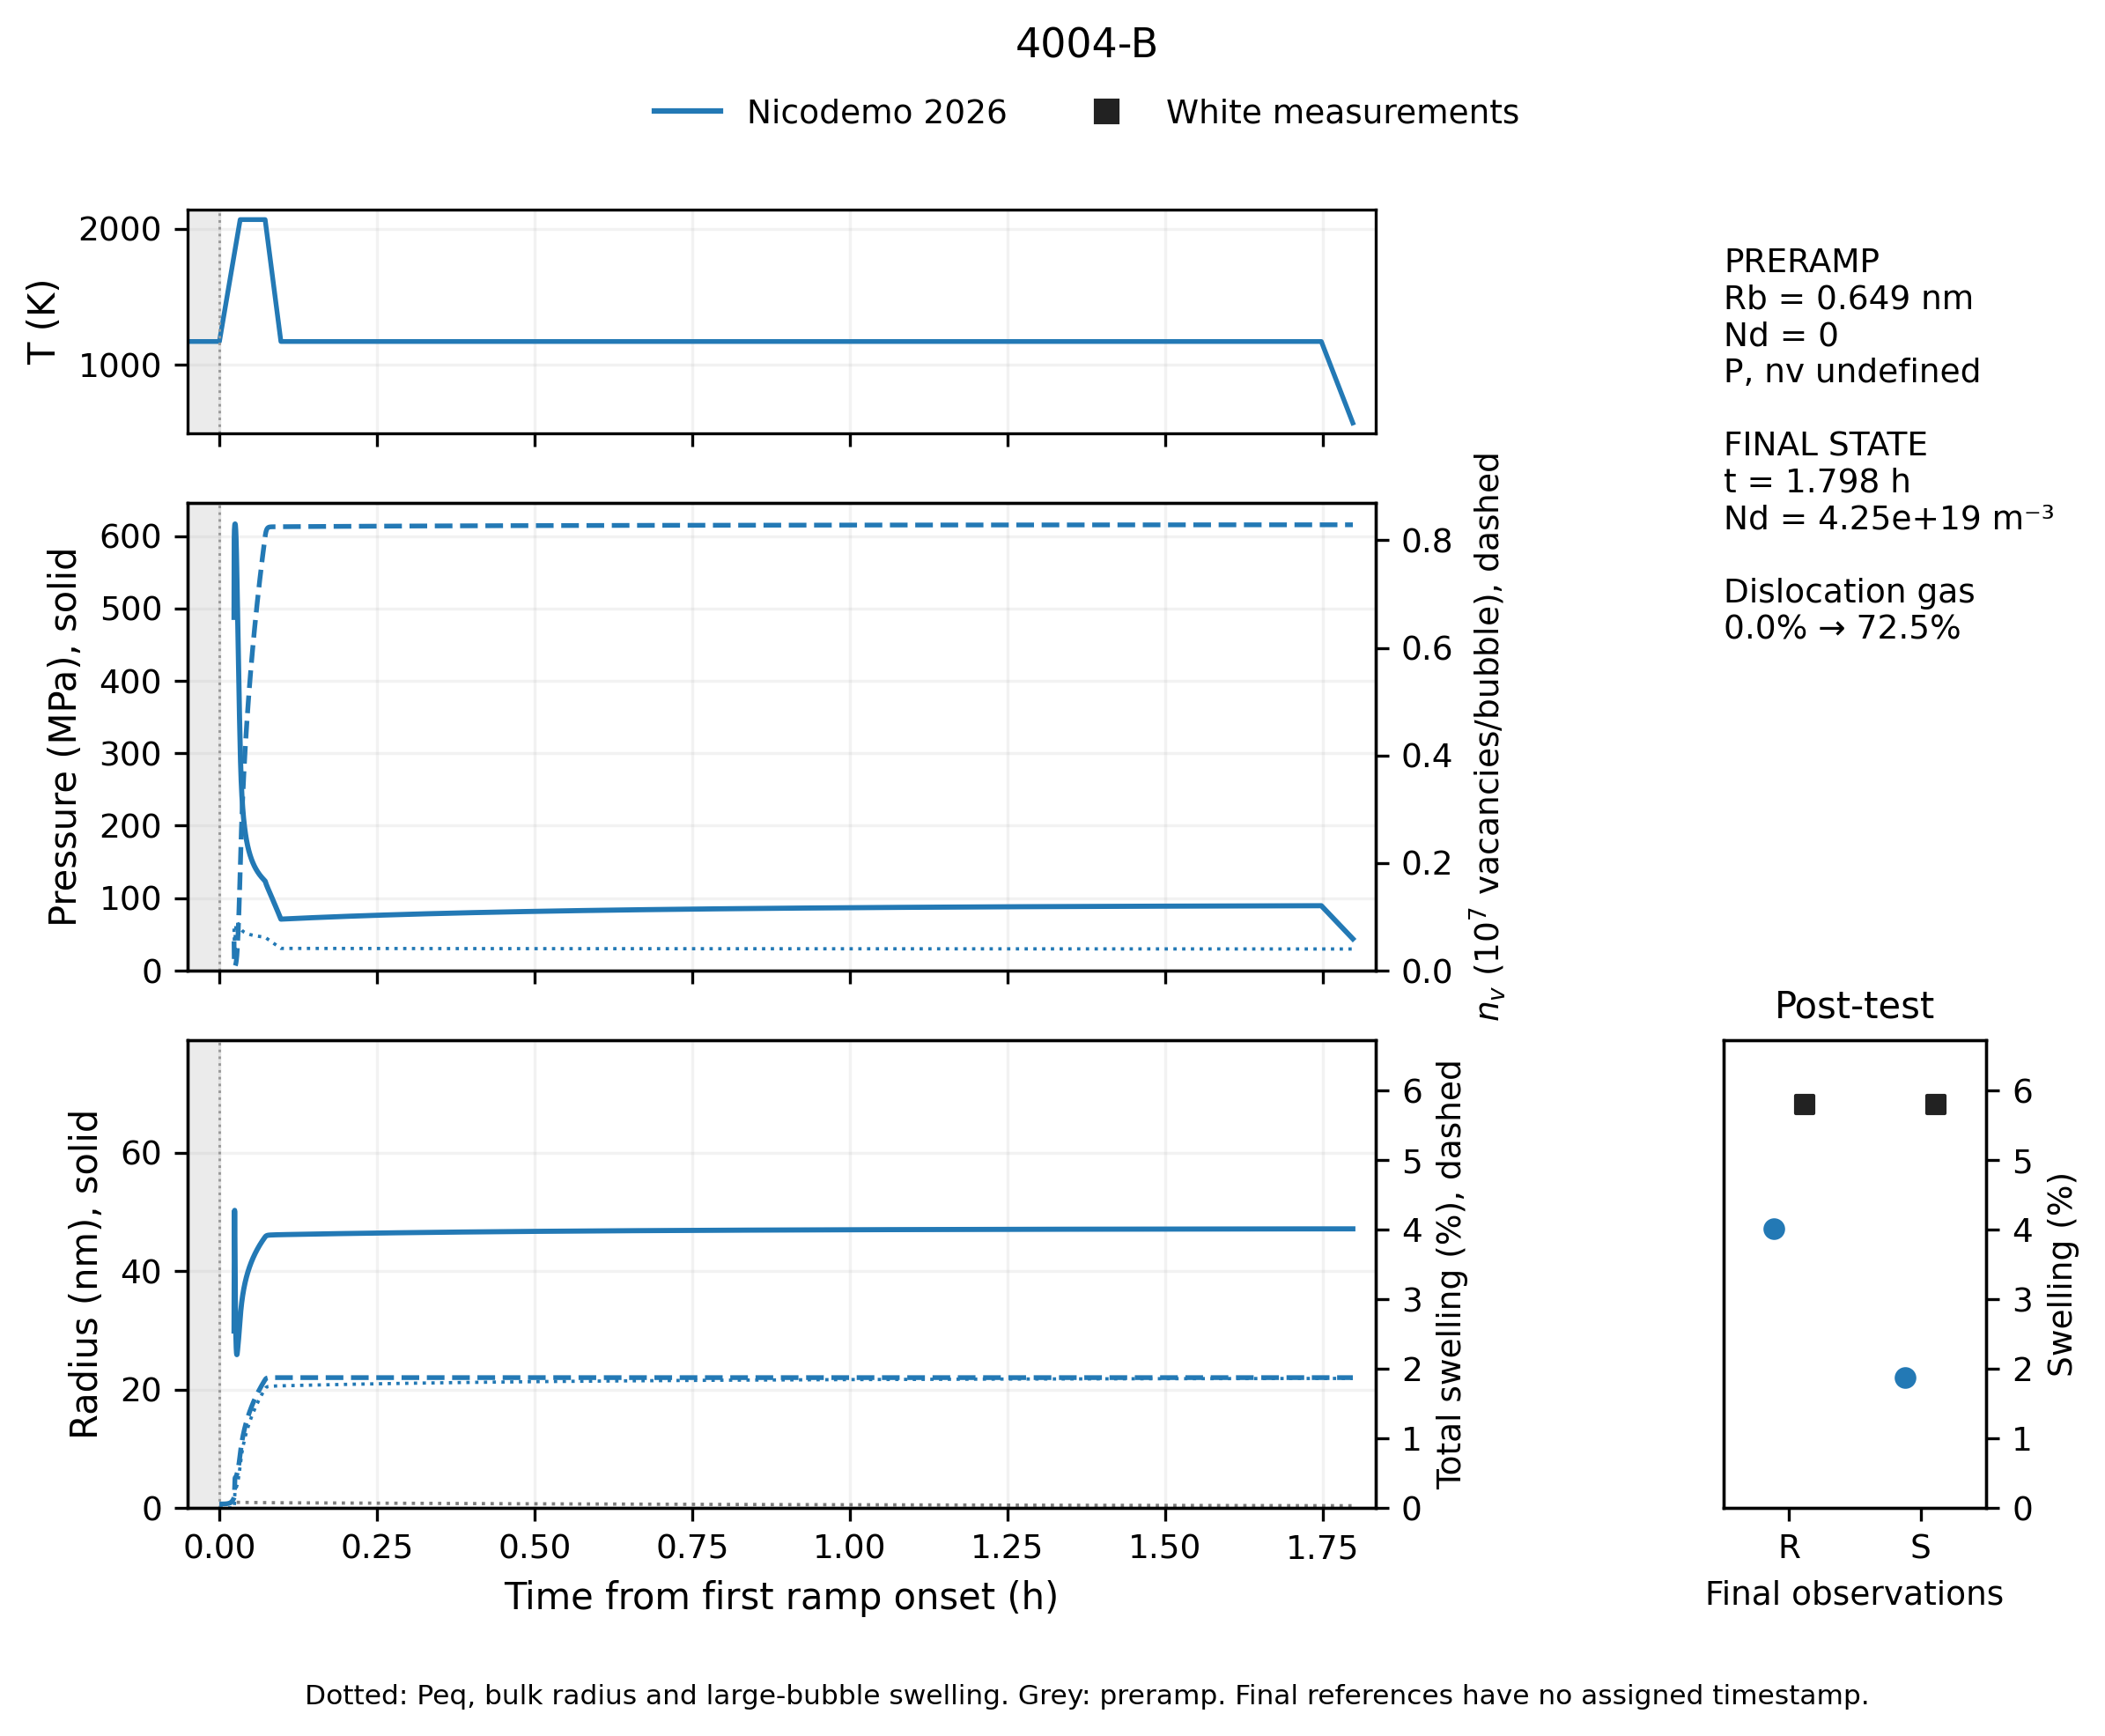 4004-B
Nicodemo 2026
White measurements
T (K)
2000
1000
Pressure (MPa), solid
600
500
400
300
200
100
0
nᵥ (10⁷ vacancies/bubble), dashed
0.8
0.6
0.4
0.2
0.0
Radius (nm), solid
60
40
20
0
Total swelling (%), dashed
6
5
4
3
2
1
0
0.00 0.25 0.50 0.75 1.00 1.25 1.50 1.75
Time from first ramp onset (h)
PRERAMP
Rb = 0.649 nm
Nd = 0
P, nv undefined
FINAL STATE
t = 1.798 h
Nd = 4.25e+19 m⁻³
Dislocation gas
0.0% → 72.5%
Post-test
6
5
4
3
2
1
0
Swelling (%)
R S
Final observations
Dotted: Peq, bulk radius and large-bubble swelling. Grey: preramp. Final references have no assigned timestamp.